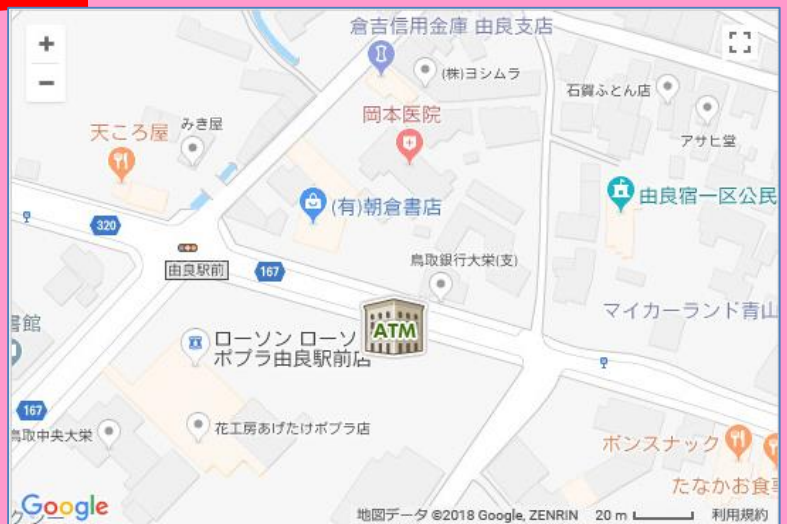 倉吉信用金庫 由良支店
(株)ヨシムラ
石賀ふとん店
岡本医院
アサヒ堂
みき屋
天ころ屋
(有)朝倉書店
由良宿一区公民
320
由良駅前
167
鳥取銀行大栄(支)
マイカーランド青山
ATM
書館
ローソン ローソ
ポプラ由良駅前店
167
鳥取中央大栄
花工房あげたけポプラ店
ポンスナック
たなかお食事
Google
地図データ ©2018 Google, ZENRIN
20 m
利用規約